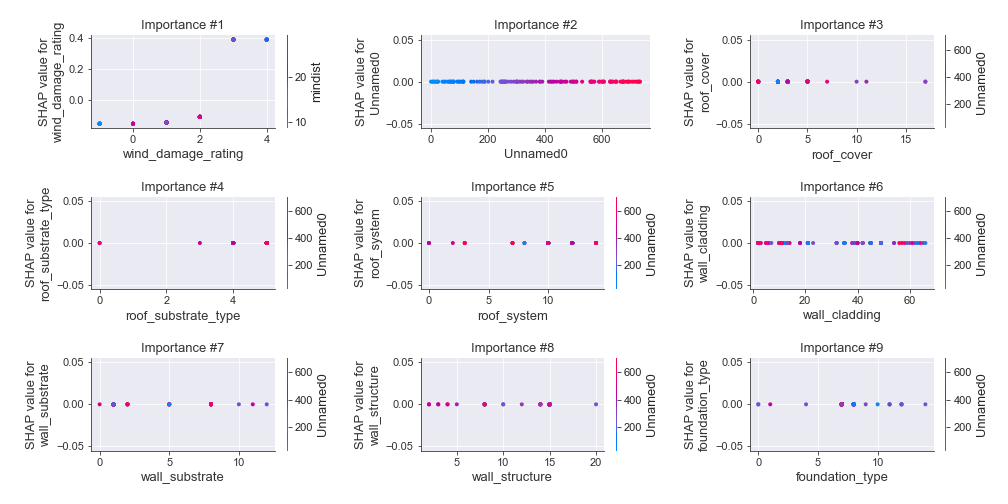 Importance #1
SHAP value for
wind_damage_rating
0.4
0.2
0.0
0
2
4
wind_damage_rating
20
10
mindist
Importance #2
SHAP value for
Unnamed0
0.05
0.00
−0.05
0
200
400
600
Unnamed0
Importance #3
SHAP value for
roof_cover
0.05
0.00
−0.05
0
5
10
15
roof_cover
600
400
200
Unnamed0
Importance #4
SHAP value for
roof_substrate_type
0.05
0.00
−0.05
0
2
4
roof_substrate_type
600
400
200
Unnamed0
Importance #5
SHAP value for
roof_system
0.05
0.00
−0.05
0
10
roof_system
600
400
200
Unnamed0
Importance #6
SHAP value for
wall_cladding
0.05
0.00
−0.05
0
20
40
60
wall_cladding
600
400
200
Unnamed0
Importance #7
SHAP value for
wall_substrate
0.05
0.00
−0.05
0
5
10
wall_substrate
600
400
200
Unnamed0
Importance #8
SHAP value for
wall_structure
0.05
0.00
−0.05
5
10
15
20
wall_structure
600
400
200
Unnamed0
Importance #9
SHAP value for
foundation_type
0.05
0.00
−0.05
0
5
10
foundation_type
600
400
200
Unnamed0